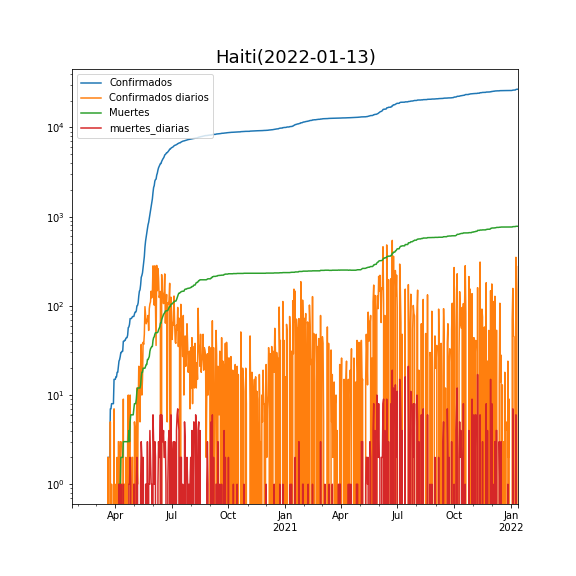 Haiti(2022-01-13)
Confirmados
Confirmados diarios
Muertes
muertes_diarias
10⁴
10³
10²
10¹
10⁰
Apr Jul Oct Jan Apr Jul Oct Jan
2021 2022